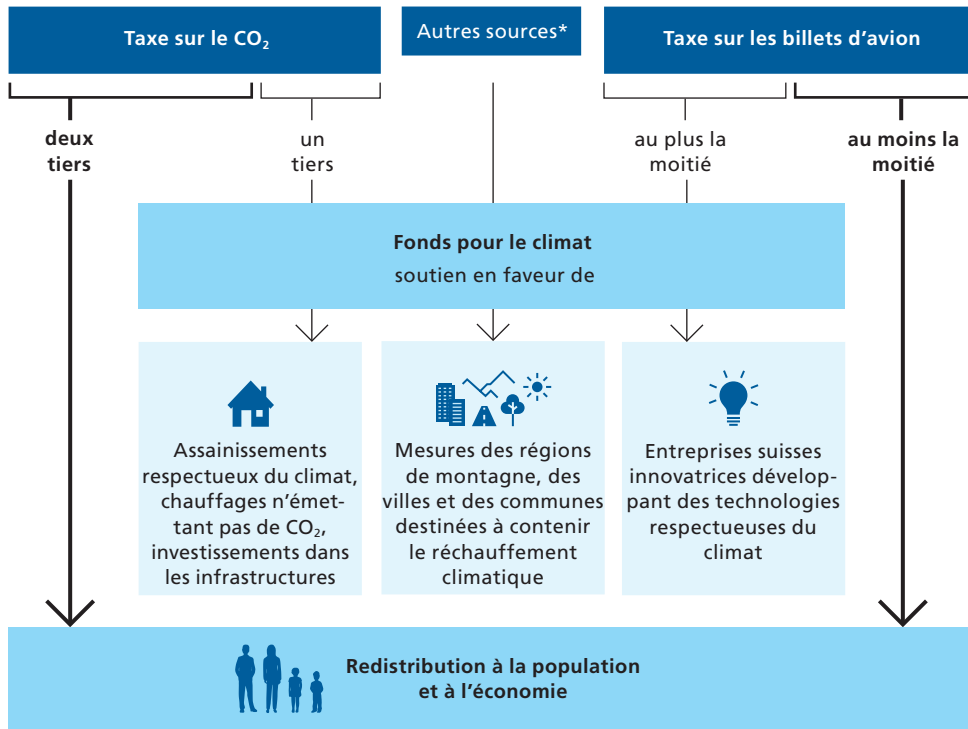 Taxe sur le CO₂
Autres sources*
Taxe sur les billets d'avion
deux
tiers
un
tiers
au plus la
moitié
au moins la
moitié
Fonds pour le climat
soutien en faveur de
Assainissements
respectueux du climat,
chauffages n'émet-
tant pas de CO₂,
investissements dans
les infrastructures
Mesures des régions
de montagne, des
villes et des communes
destinées à contenir
le réchauffement
climatique
Entreprises suisses
innovatrices dévelop-
pant des technologies
respectueuses du
climat
Redistribution à la population
et à l'économie